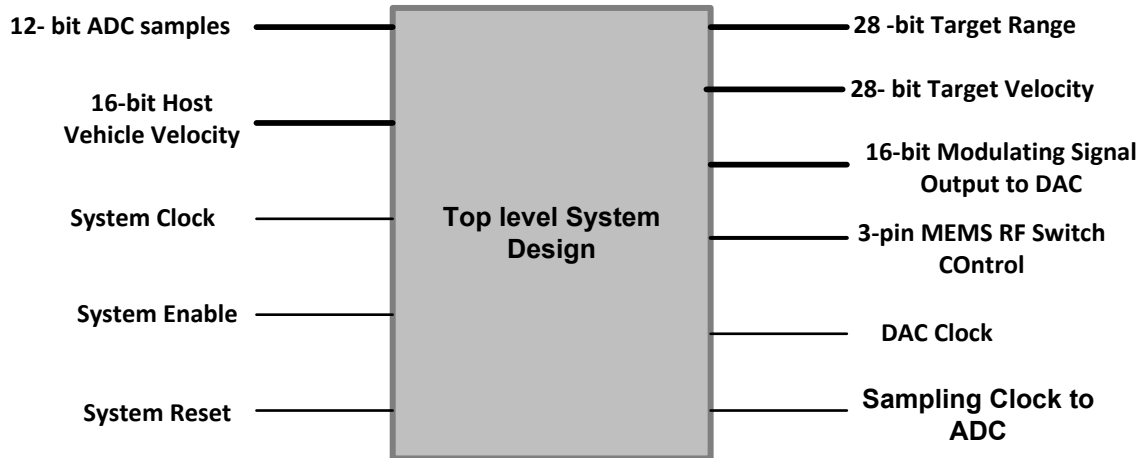 12- bit ADC samples
16-bit Host
Vehicle Velocity
System Clock
System Enable
System Reset
Top level System
Design
28 -bit Target Range
28- bit Target Velocity
16-bit Modulating Signal
Output to DAC
3-pin MEMS RF Switch
COntrol
DAC Clock
Sampling Clock to
ADC